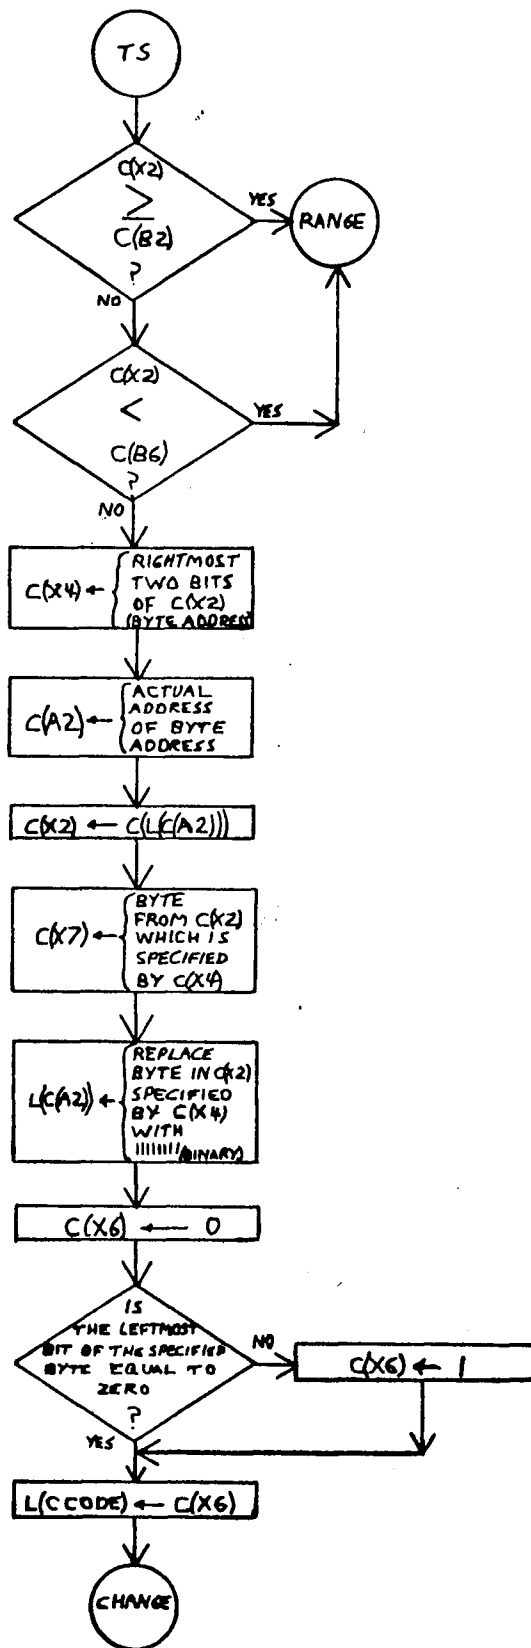 TS
C(X2)
≥
C(B2)
?
YES
RANGE
NO
C(X2)
<
C(B6)
?
YES
NO
C(X4) ←
RIGHTMOST
TWO BITS
OF C(X2)
(BYTE ADDRESS)
C(A2) ←
ACTUAL
ADDRESS
OF BYTE
ADDRESS
C(X2) ← C(L(C(A2)))
C(X7) ←
BYTE
FROM C(X2)
WHICH IS
SPECIFIED
BY C(X4)
L(C(A2)) ←
REPLACE
BYTE IN C(X2)
SPECIFIED
BY C(X4)
WITH
11111111 (BINARY)
C(X6) ← 0
IS
THE LEFTMOST
BIT OF THE SPECIFIED
BYTE EQUAL TO
ZERO
?
NO
C(X6) ← 1
YES
L(CCODE) ← C(X6)
CHANGE